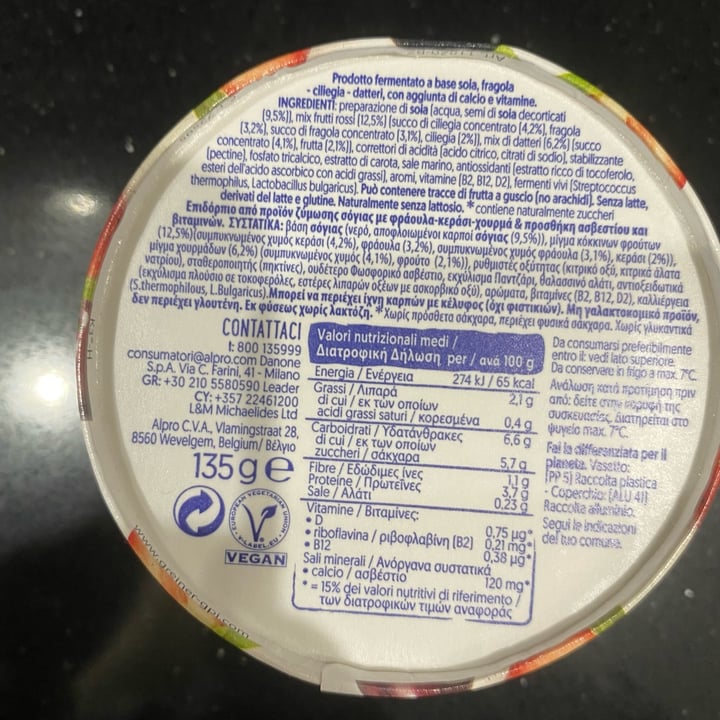 Prodotto fermentato a base soia, fragola
- ciliegia - datteri, con aggiunta di calcio e vitamine.
INGREDIENTI: preparazione di soia (acqua, semi di soia decorticati
(9,5%)), mix frutti rossi (12,5%) (succo di ciliegia concentrato (4,2%), fragola
(3,2%), succo di fragola concentrato (3,1%), ciliegia (2%)), mix di datteri (6,2%) (succo
concentrato (4,1%), frutta (2,1%)), correttori di acidità (acido citrico, citrati di sodio), stabilizzante
(pectine), fosfato tricalcico, estratto di carota, sale marino, antiossidanti (estratto ricco di tocoferolo,
esteri dell'acido ascorbico con acidi grassi), aromi, vitamine (B2, B12, D2), fermenti vivi (Streptococcus
thermophilus, Lactobacillus bulgaricus). Può contenere tracce di frutta a guscio (no arachidi). Senza latte,
derivati del latte e glutine. Naturalmente senza lattosio. * contiene naturalmente zuccheri
Επιδόρπιο από προϊόν ζύμωσης σόγιας με φράουλα-κεράσι-χουρμά & προσθήκη ασβεστίου και
βιταμινών. ΣΥΣΤΑΤΙΚΑ: βάση σόγιας (νερό, αποφλοιωμένοι καρποί σόγιας (9,5%)), μίγμα κόκκινων φρούτων
(12,5%)(συμπυκνωμένος χυμός κεράσι (4,2%), φράουλα (3,2%), συμπυκνωμένος χυμός φράουλα (3,1%), κεράσι (2%)),
μίγμα χουρμάδων (6,2%) (συμπυκνωμένος χυμός (4,1%), φρούτο (2,1%)), ρυθμιστές οξύτητας (κιτρικό οξύ, κιτρικά άλατα
νατρίου), σταθεροποιητής (πηκτίνες), ουδέτερο Φωσφορικό ασβέστιο, εκχύλισμα Παντζάρι, θαλασσινό αλάτι, αντιοξειδωτικά
(εκχύλισμα πλούσιο σε τοκοφερόλες, εστέρες λιπαρών οξέων με ασκορβικό οξύ), αρώματα, βιταμίνες (B2, B12, D2), καλλιέργεια
(S.thermophilous, L.Bulgaricus).Μπορεί να περιέχει ίχνη καρπών με κέλυφος (όχι φιστικιών). Μη γαλακτοκομικό προϊόν,
δεν περιέχει γλουτένη. Εκ φύσεως χωρίς λακτόζη. *Χωρίς πρόσθετα σάκχαρα, περιέχει φυσικά σάκχαρα. Χωρίς γλυκαντικά
CONTATTACI
t: 800 135999
consumatori@alpro.com Danone
S.p.A. Via C. Farini, 41 - Milano
GR: +30 210 5580590 Leader
CY: +357 22461200
L&M Michaelides Ltd
Alpro C.V.A., Vlamingstraat 28,
8560 Wevelgem, Belgium/ Βέλγιο
135 g e
EUROPEAN VEGETARIAN UNION
V-LABEL.EU
VEGAN
Valori nutrizionali medi /
Διατροφική Δήλωση per / ανά 100 g
Energia / Ενέργεια 274 kJ / 65 kcal
Grassi / Λιπαρά 2,1 g
di cui / εκ των οποίων
acidi grassi saturi / κορεσμένα 0,4 g
Carboidrati / Υδατάνθρακες 6,6 g
di cui / εκ των οποίων
zuccheri / σάκχαρα 5,7 g
Fibre / Εδώδιμες ίνες 1,1 g
Proteine / Πρωτεΐνες 3,7 g
Sale / Αλάτι 0,23 g
Vitamine / Βιταμίνες:
• D 0,75 µg*
• riboflavina / ριβοφλαβίνη (B2) 0,21 mg*
• B12 0,38 µg*
Sali minerali / Ανόργανα συστατικά
• calcio / ασβέστιο 120 mg*
* = 15% dei valori nutritivi di riferimento /
των διατροφικών τιμών αναφοράς
Da consumarsi preferibilmente
entro il: vedi lato superiore.
Da conservare in frigo a max. 7°C.
Ανάλωση κατά προτίμηση πριν
από: δείτε στην κορυφή της
συσκευασίας. Διατηρείται στο
ψυγείο max. 7°C.
Fai la differenziata per il
pianeta. Vasetto:
(PP 5) Raccolta plastica
- Coperchio: (ALU 41)
Raccolta alluminio.
Segui le indicazioni
del tuo comune.
www.greiner-gpi.com